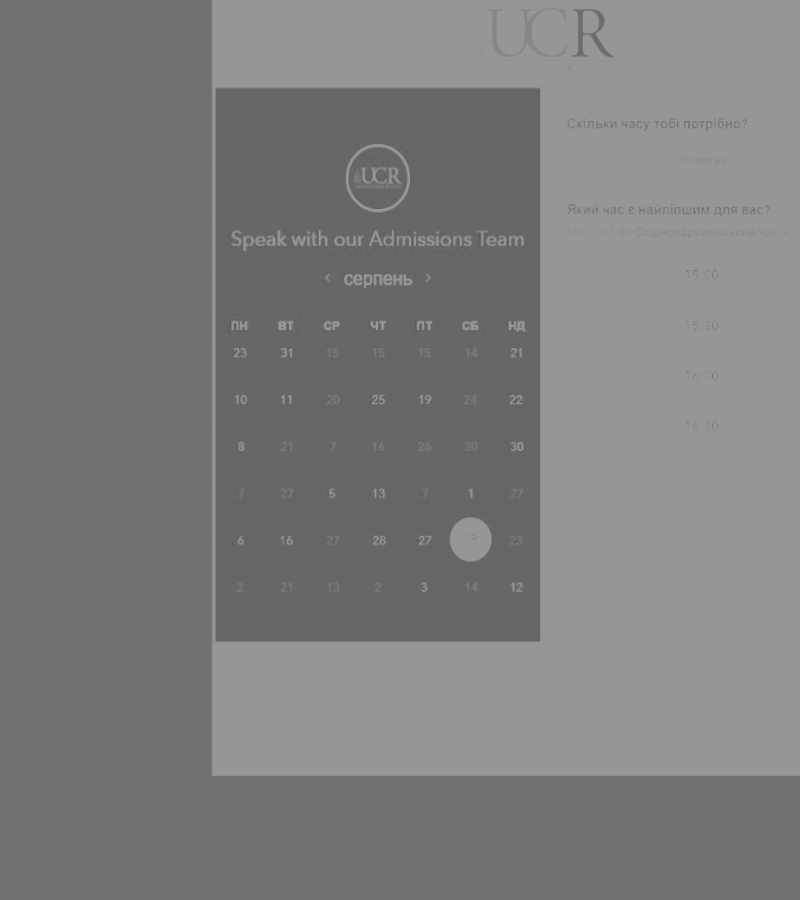 UCR
UCR
Speak with our Admissions Team
‹ серпень ›
ПН ВТ СР ЧТ ПТ СБ НД
23 31 15 15 15 14 21
10 11 20 25 19 24 22
8 21 7 16 26 30 30
7 27 5 13 7 1 27
6 16 27 28 27 19 23
2 21 13 2 3 14 12
Скільки часу тобі потрібно?
30 хвилин
Який час є найліпшим для вас?
UTC +03:00 Східноєвропейський час
15:00
15:30
16:00
16:30